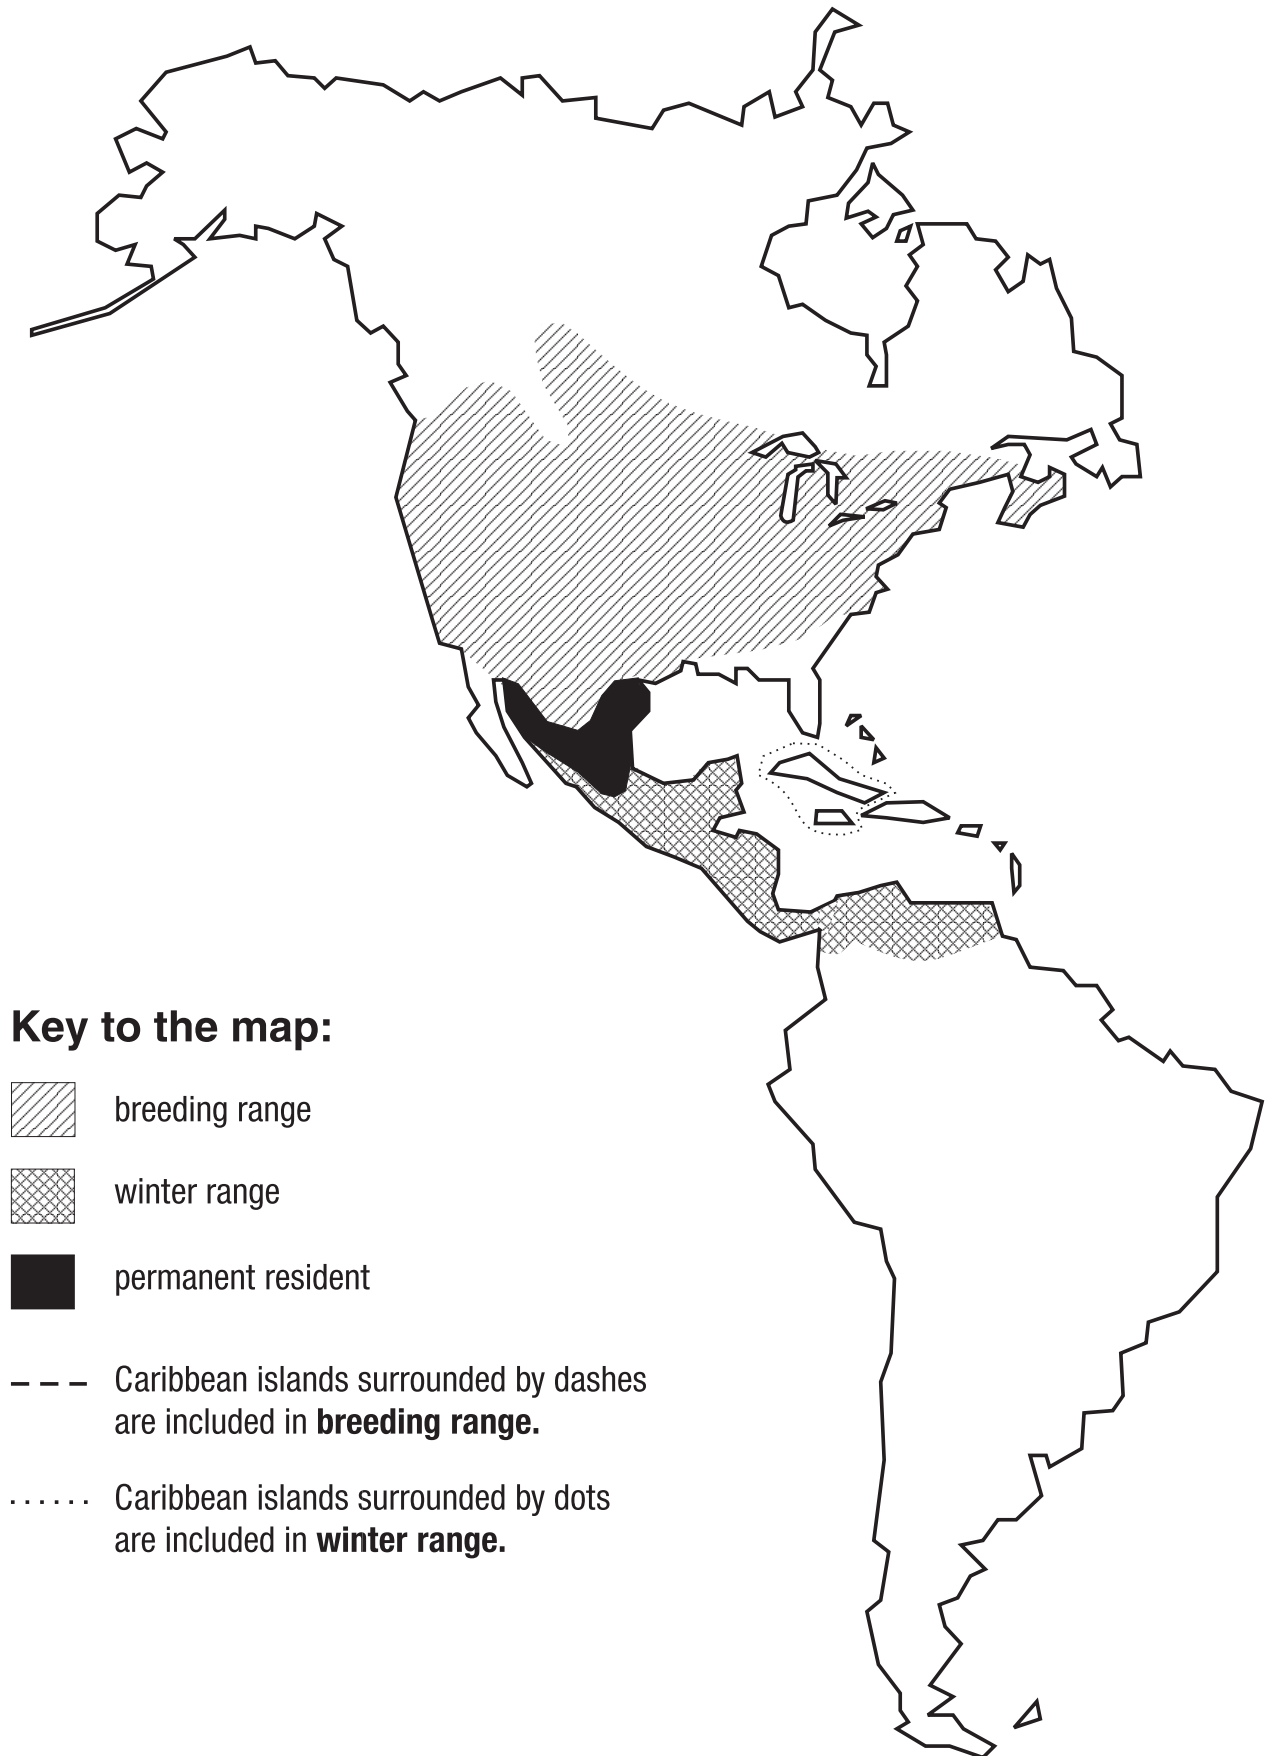 Key to the map:
breeding range
winter range
permanent resident
Caribbean islands surrounded by dashes
are included in breeding range.
Caribbean islands surrounded by dots
are included in winter range.